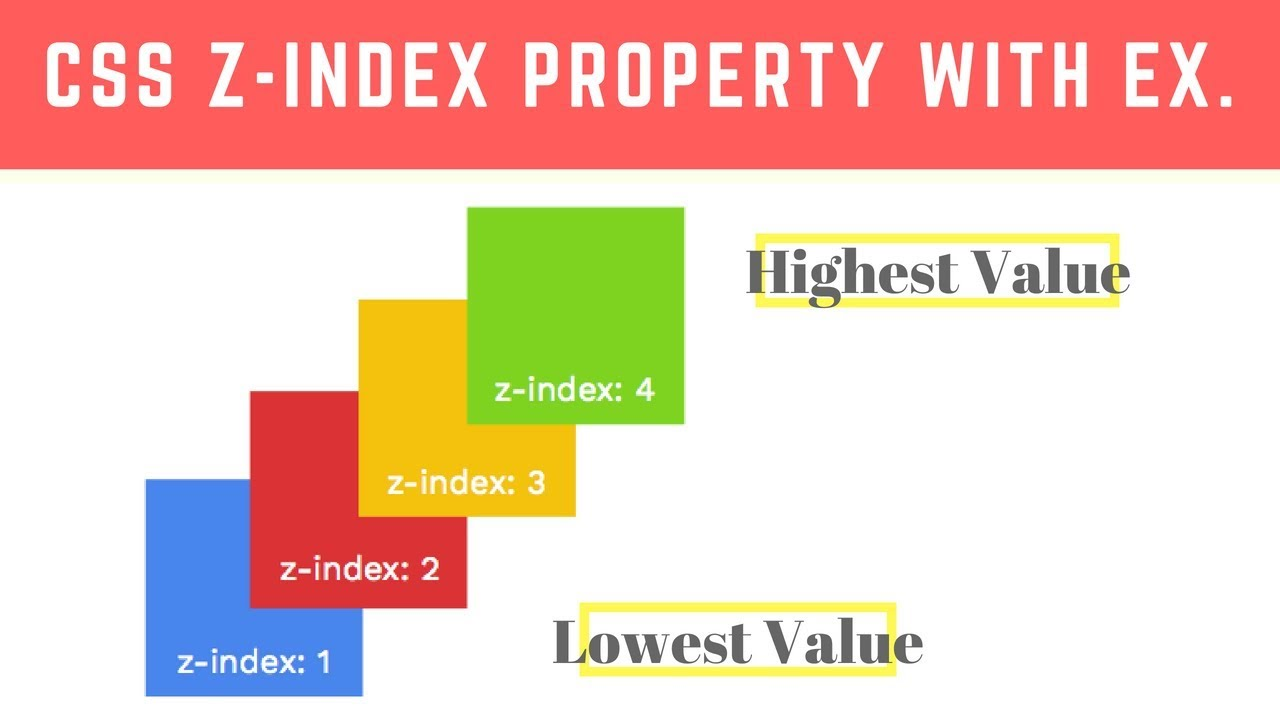 CSS Z-INDEX PROPERTY WITH EX.
Highest Value
z-index: 4
z-index: 3
z-index: 2
Lowest Value
z-index: 1